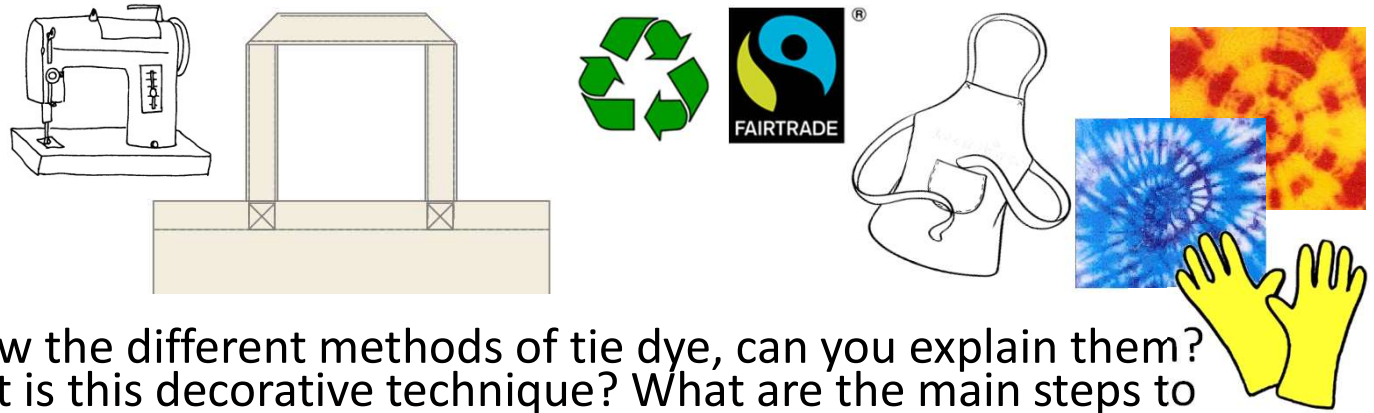 ®
FAIRTRADE
w the different methods of tie dye, can you explain them?
t is this decorative technique? What are the main steps to